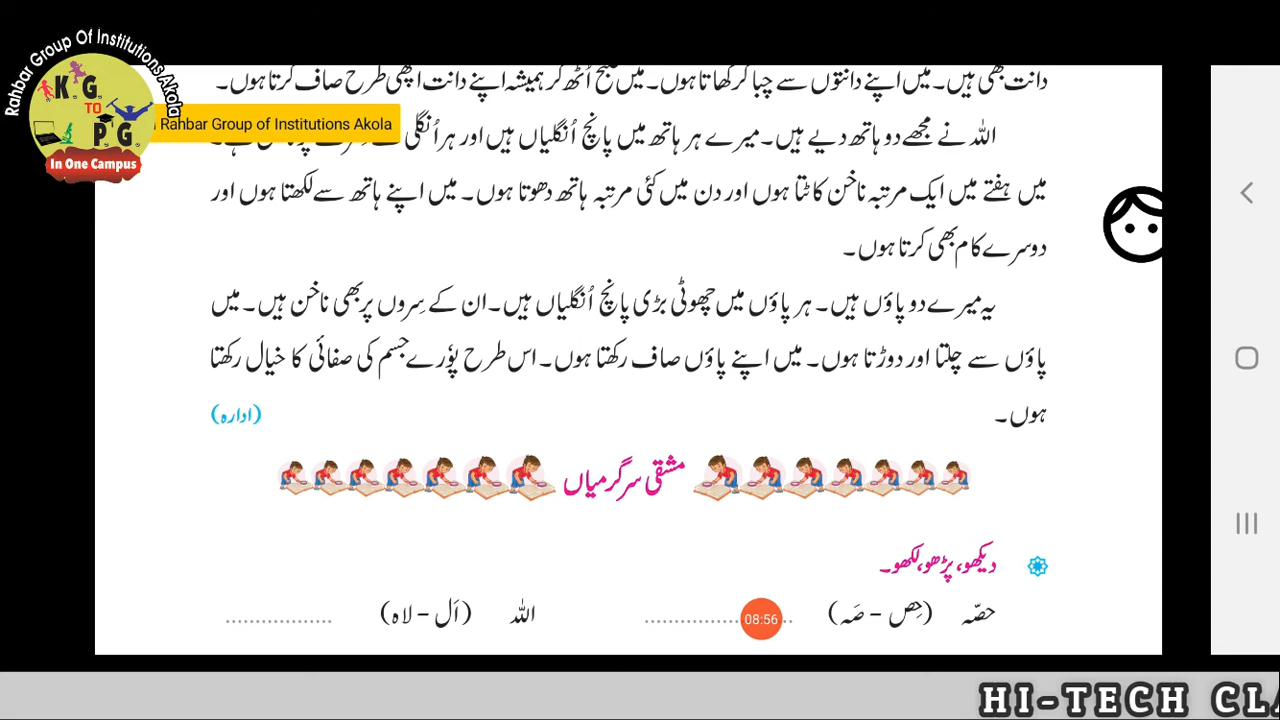 Rahbar Group Of Institutions Akola
K.G
TO
P.G
In One Campus
Rahbar Group of Institutions Akola
دانت بھی ہیں۔ میں اپنے دانتوں سے چبا کر کھاتا ہوں۔ میں صبح اُٹھ کر ہمیشہ اپنے دانت اچھی طرح صاف کرتا ہوں۔
اللہ نے مجھے دو ہاتھ دیے ہیں۔ میرے ہر ہاتھ میں پانچ اُنگلیاں ہیں اور ہر اُنگلی
میں ہفتے میں ایک مرتبہ ناخن کاٹتا ہوں اور دن میں کئی مرتبہ ہاتھ دھوتا ہوں۔ میں اپنے ہاتھ سے لکھتا ہوں اور
دوسرے کام بھی کرتا ہوں۔
یہ میرے دو پاؤں ہیں۔ ہر پاؤں میں چھوٹی بڑی پانچ اُنگلیاں ہیں۔ ان کے سِروں پر بھی ناخن ہیں۔ میں
پاؤں سے چلتا اور دوڑتا ہوں۔ میں اپنے پاؤں صاف رکھتا ہوں۔ اس طرح پوٗرے جسم کی صفائی کا خیال رکھتا
ہوں۔ (ادارہ)
مشقی سرگرمیاں
دیکھو، پڑھو، لکھو۔
حصّہ (حِص - صَہ) .................. اللہ (اَل - لاہ) ..................
08:56
HI-TECH CLA